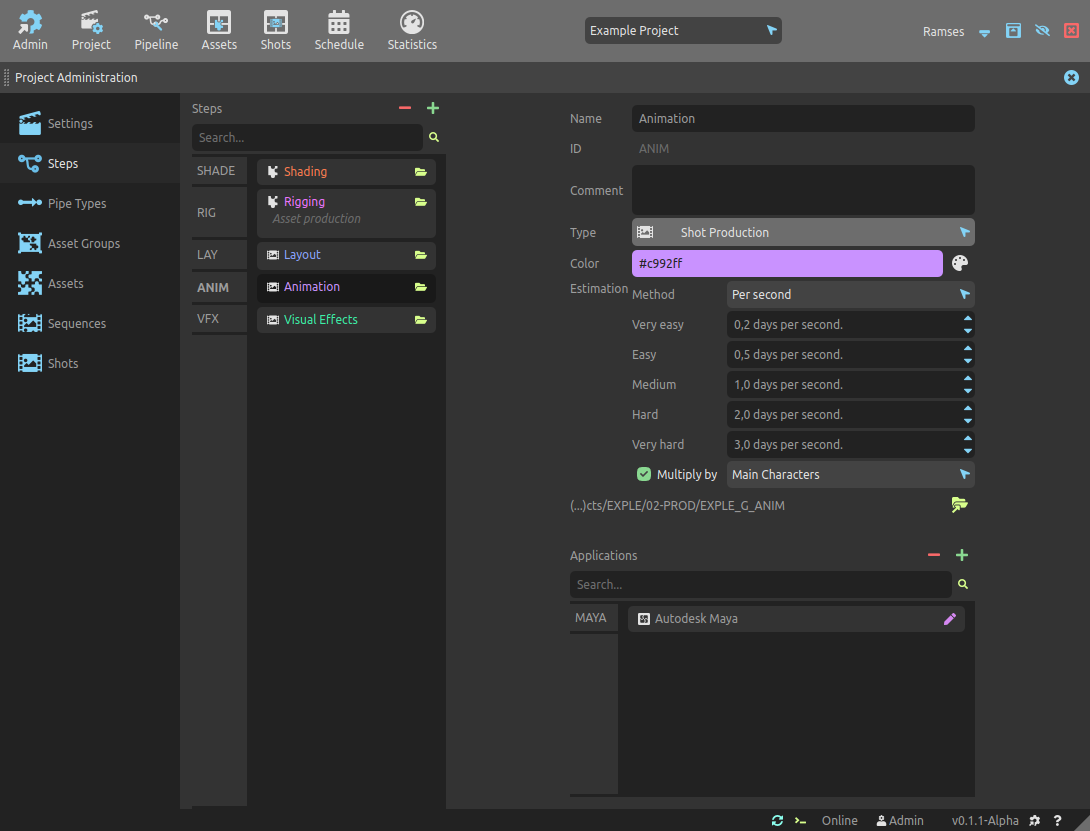 Admin Project Pipeline Assets Shots Schedule Statistics Example Project Ramses
Project Administration
Settings
Steps
Pipe Types
Asset Groups
Assets
Sequences
Shots
Steps
Search...
SHADE Shading
RIG Rigging
Asset production
LAY Layout
ANIM Animation
VFX Visual Effects
Name Animation
ID ANIM
Comment
Type Shot Production
Color #c992ff
Estimation Method Per second
Very easy 0,2 days per second.
Easy 0,5 days per second.
Medium 1,0 days per second.
Hard 2,0 days per second.
Very hard 3,0 days per second.
Multiply by Main Characters
(...)cts/EXPLE/02-PROD/EXPLE_G_ANIM
Applications
Search...
MAYA Autodesk Maya
Online Admin v0.1.1-Alpha ?